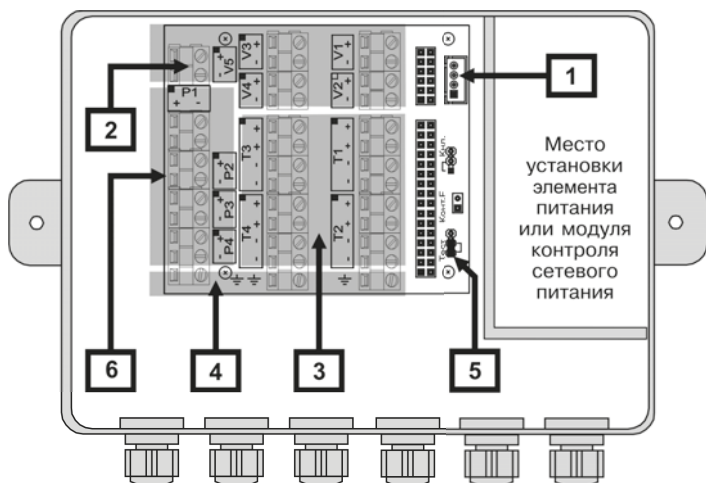 V5 + -
V3 + -
V4 + -
V1 + -
V2 + -
1
2
P1
+ -
T3 + + - -
T1 + + - -
Кил.
P2 + -
P3 + -
P4 + -
Конт.F
T4 + + - -
T2 + + - -
Тест
Место
установки
элемента
питания
или модуля
контроля
сетевого
питания
6
4
3
5